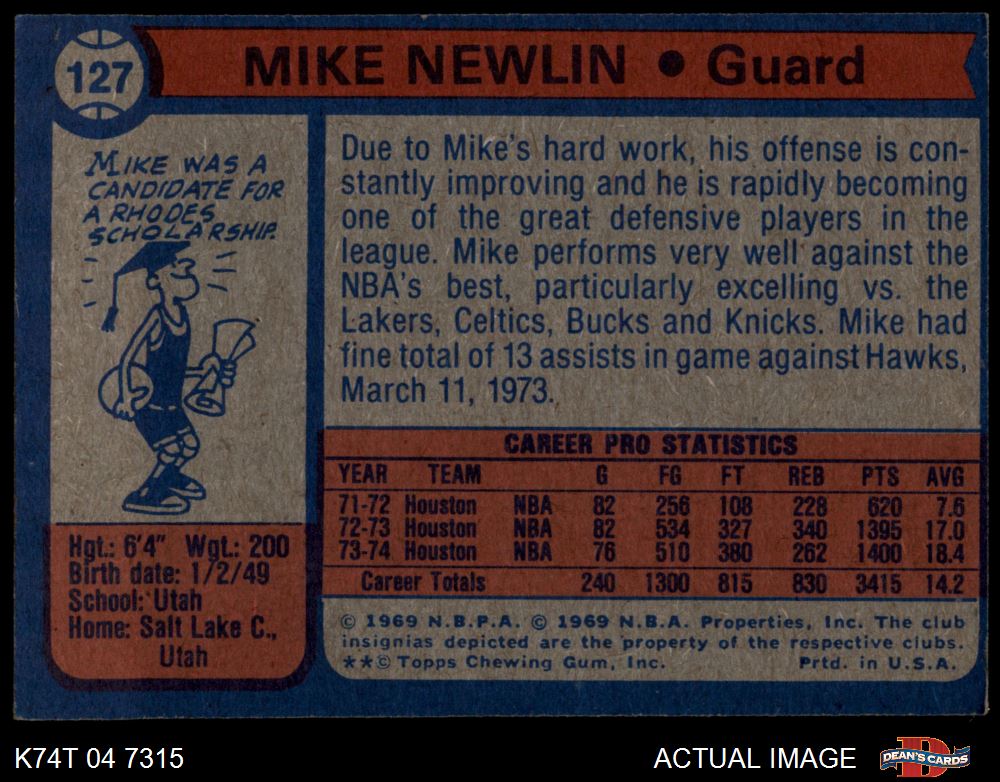 127
MIKE NEWLIN • Guard
MIKE WAS A
CANDIDATE FOR
A RHODES
SCHOLARSHIP.
Due to Mike's hard work, his offense is con-
stantly improving and he is rapidly becoming
one of the great defensive players in the
league. Mike performs very well against the
NBA's best, particularly excelling vs. the
Lakers, Celtics, Bucks and Knicks. Mike had
fine total of 13 assists in game against Hawks,
March 11, 1973.
CAREER PRO STATISTICS
YEAR TEAM G FG FT REB PTS AVG
71-72 Houston NBA 82 256 108 228 620 7.6
72-73 Houston NBA 82 534 327 340 1395 17.0
73-74 Houston NBA 76 510 380 262 1400 18.4
Career Totals 240 1300 815 830 3415 14.2
Hgt.: 6'4" Wgt.: 200
Birth date: 1/2/49
School: Utah
Home: Salt Lake C.,
Utah
© 1969 N.B.P.A. © 1969 N.B.A. Properties, Inc. The club
insignias depicted are the property of the respective clubs.
**© Topps Chewing Gum, Inc. Prtd. in U.S.A.
K74T 04 7315
ACTUAL IMAGE
D
DEAN'S CARDS